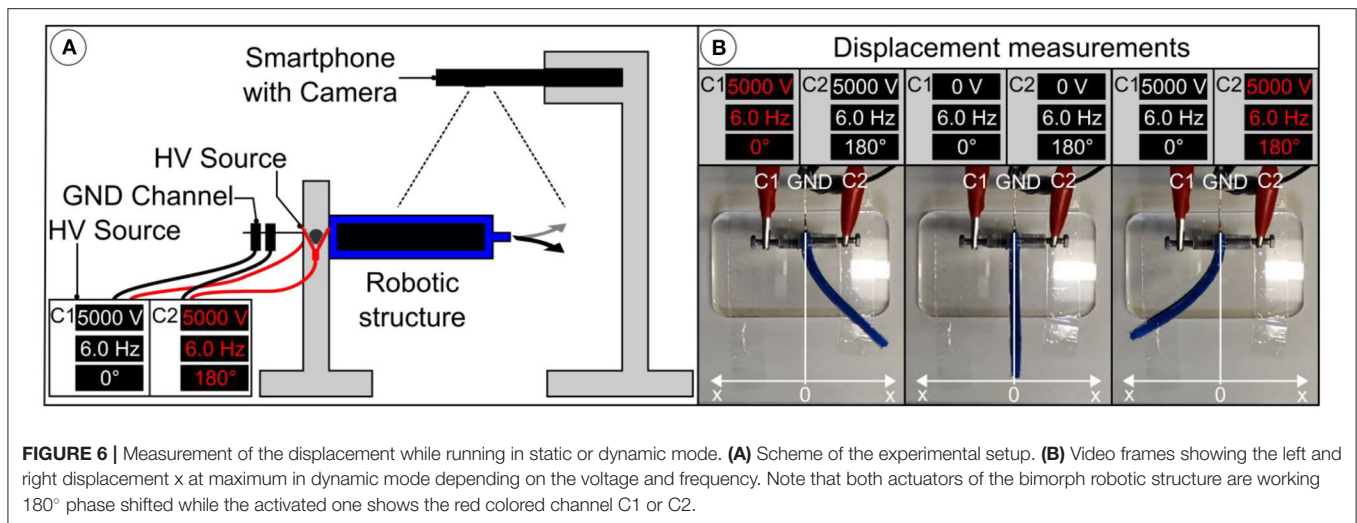 A
Smartphone
with Camera
HV Source
GND Channel
HV Source
Robotic
structure
C1 5000 V C2 5000 V
6.0 Hz 6.0 Hz
0° 180°
B
Displacement measurements
C1 5000 V C2 5000 V C1 0 V C2 0 V C1 5000 V C2 5000 V
6.0 Hz 6.0 Hz 6.0 Hz 6.0 Hz 6.0 Hz 6.0 Hz
0° 180° 0° 180° 0° 180°
C1 GND C2 C1 GND C2 C1 GND C2
x 0 x x 0 x x 0 x
FIGURE 6 | Measurement of the displacement while running in static or dynamic mode. (A) Scheme of the experimental setup. (B) Video frames showing the left and
right displacement x at maximum in dynamic mode depending on the voltage and frequency. Note that both actuators of the bimorph robotic structure are working
180° phase shifted while the activated one shows the red colored channel C1 or C2.